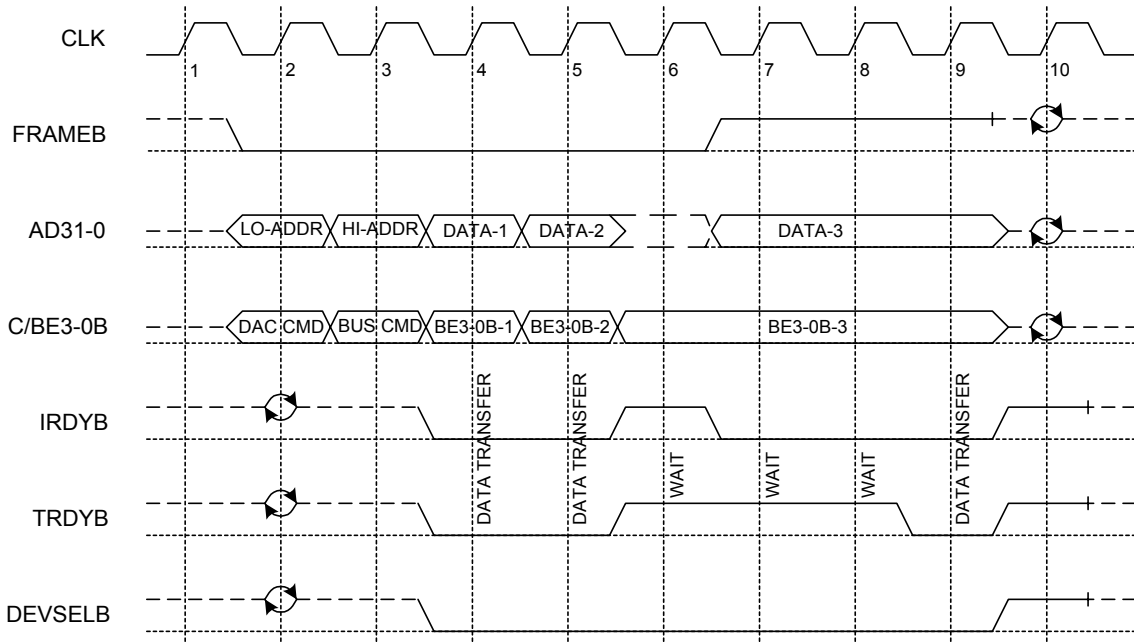 CLK
1
2
3
4
5
6
7
8
9
10
FRAMEB
AD31-0
LO-ADDR
HI-ADDR
DATA-1
DATA-2
DATA-3
C/BE3-0B
DAC CMD
BUS CMD
BE3-0B-1
BE3-0B-2
BE3-0B-3
IRDYB
DATA TRANSFER
DATA TRANSFER
WAIT
WAIT
WAIT
DATA TRANSFER
TRDYB
DEVSELB